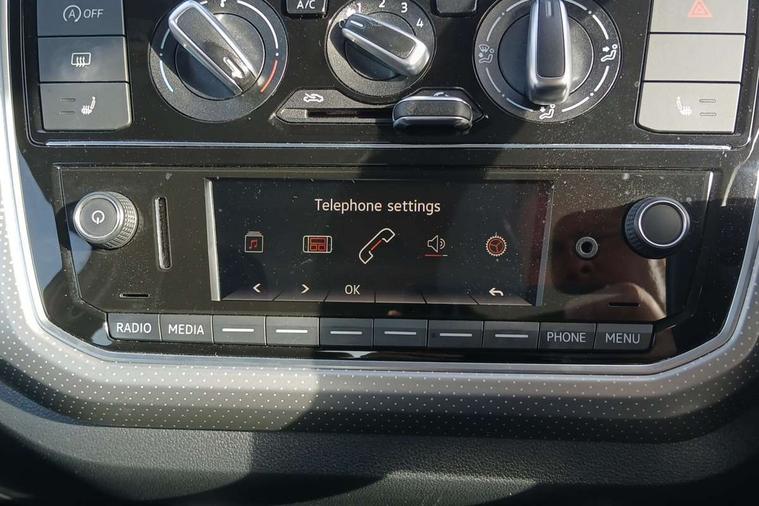 OFF
A/C
1 2 3 4
Telephone settings
< > OK
RADIO MEDIA PHONE MENU